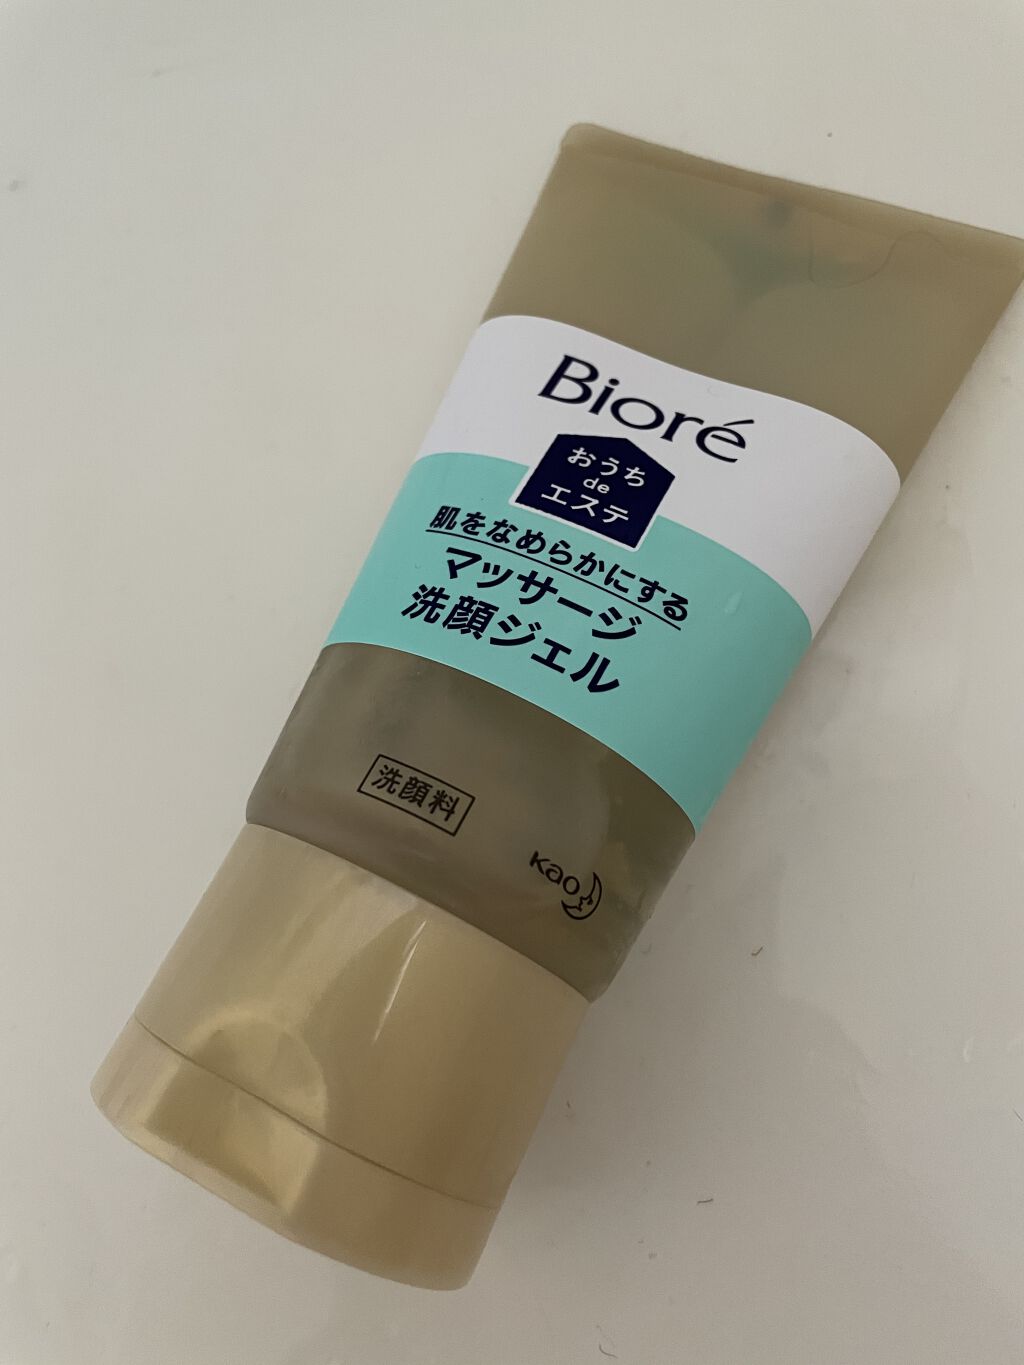 Bioré
おうち
de
エステ
肌をなめらかにする
マッサージ
洗顔ジェル
洗顔料
Kao